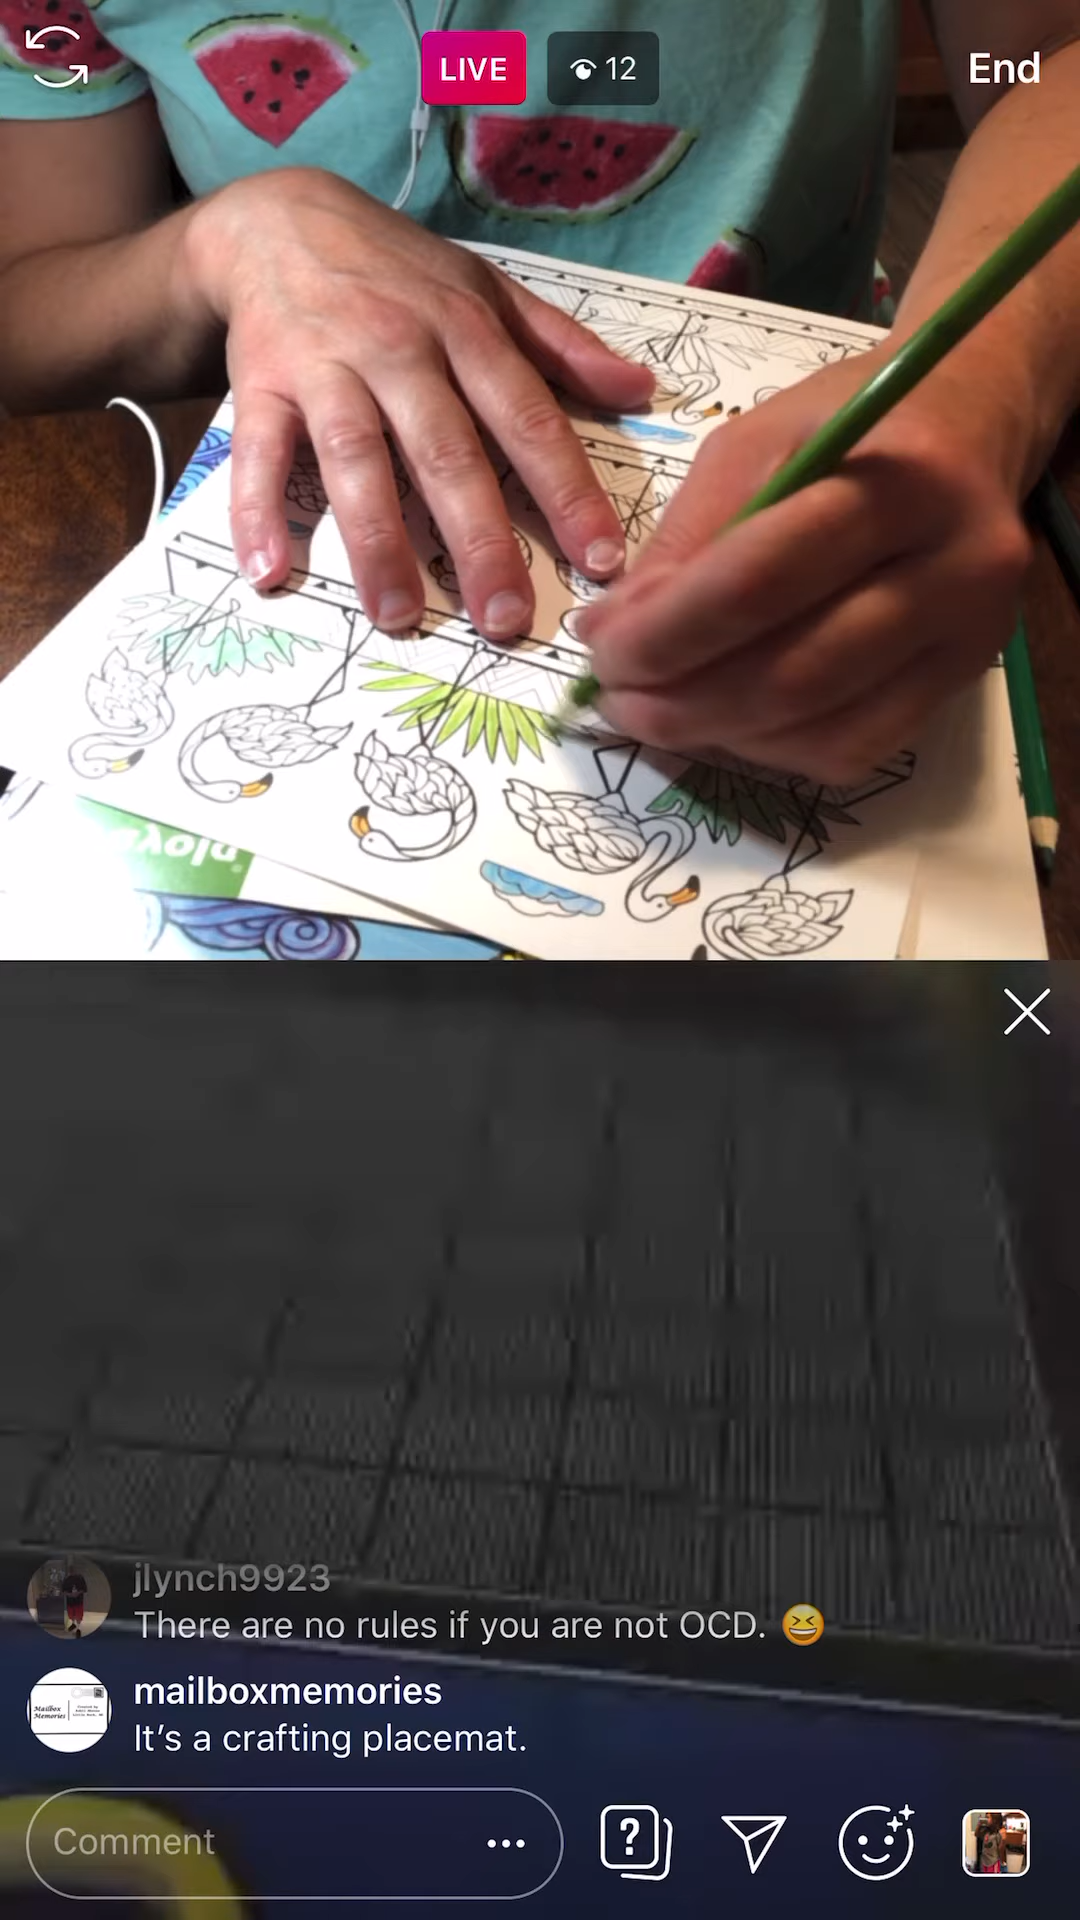 LIVE
12
End
jlynch9923
There are no rules if you are not OCD. 😆
mailboxmemories
It's a crafting placemat.
Comment